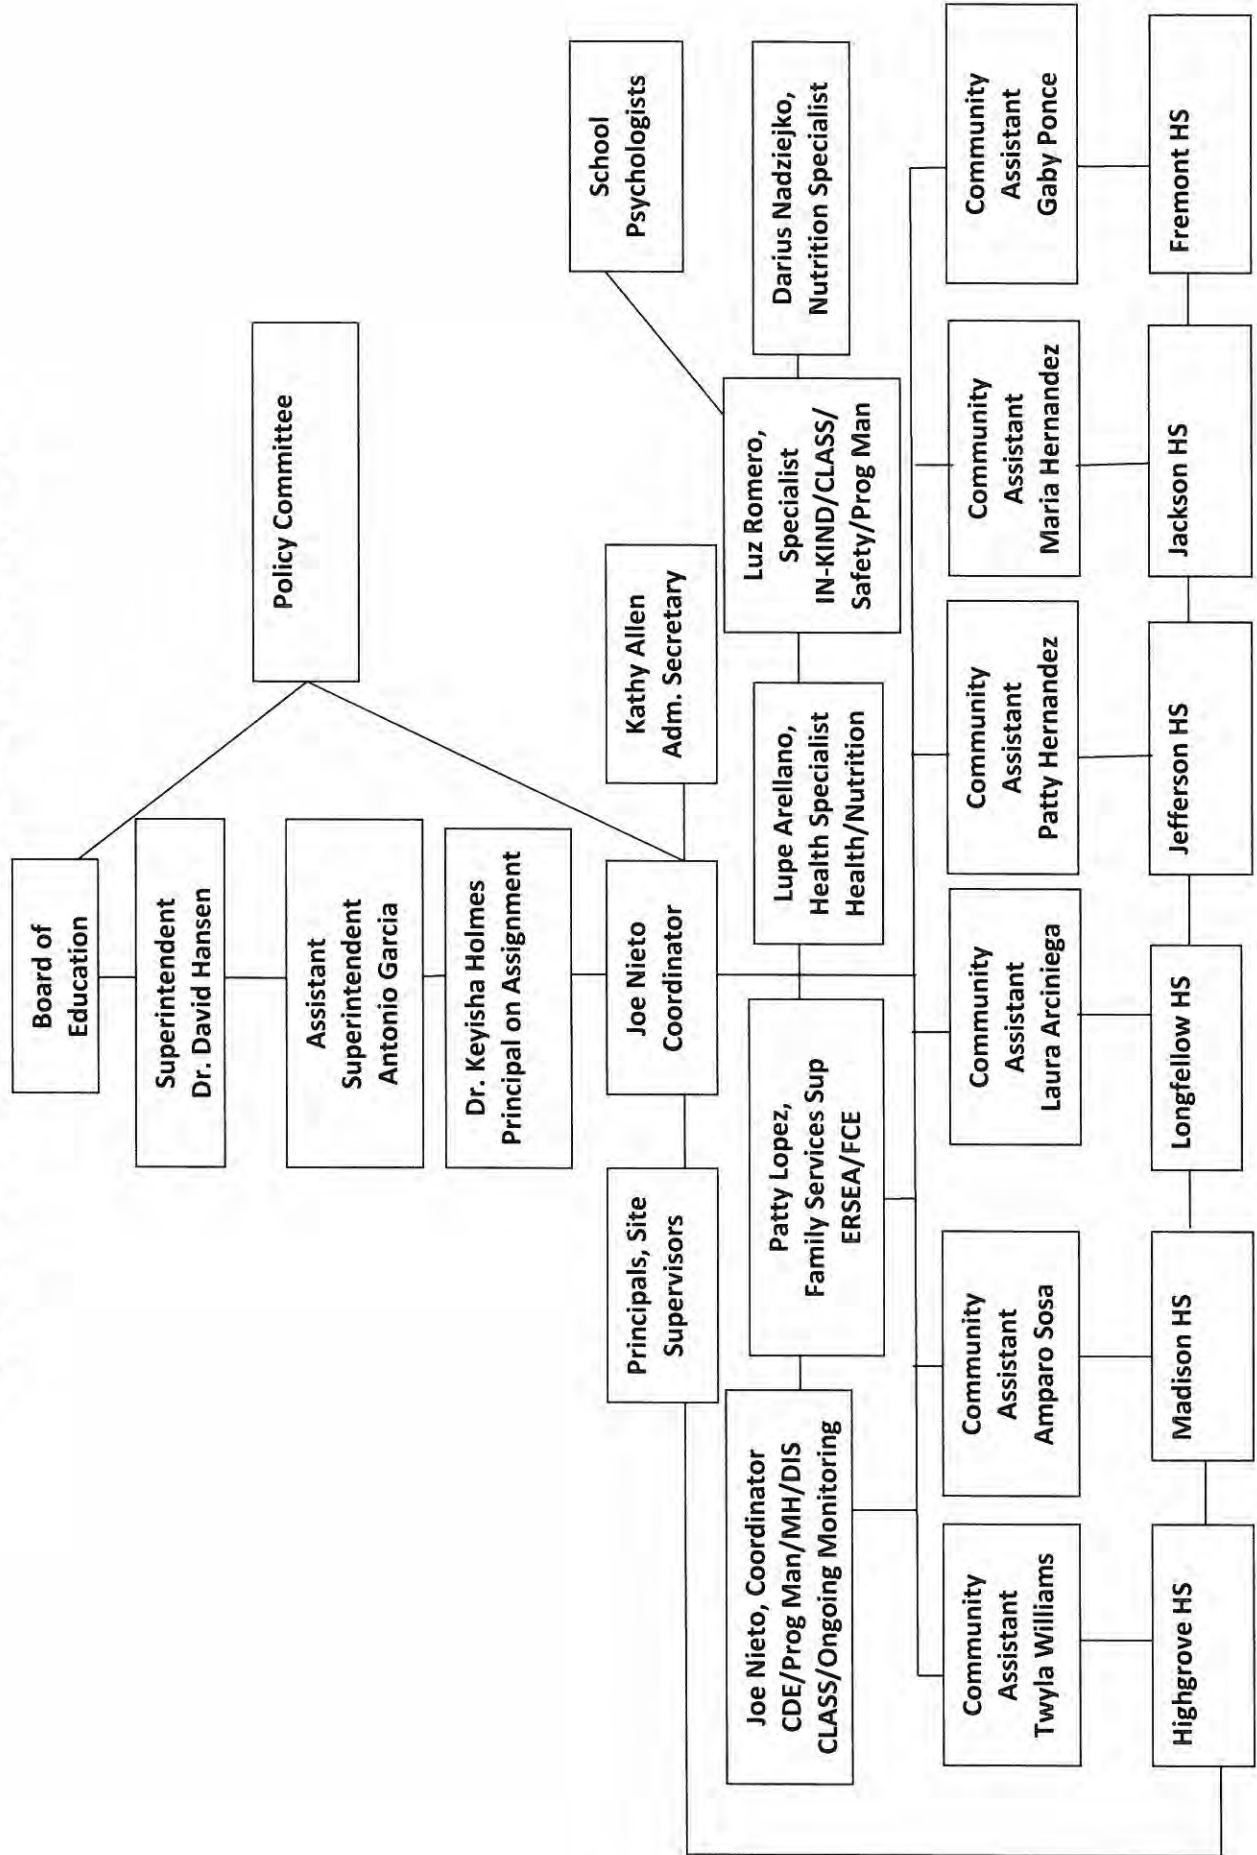 Board of
Education
Superintendent
Dr. David Hansen
Assistant
Superintendent
Antonio Garcia
Dr. Keyisha Holmes
Principal on Assignment
Policy Committee
Principals, Site
Supervisors
Joe Nieto
Coordinator
Kathy Allen
Adm. Secretary
School
Psychologists
Joe Nieto, Coordinator
CDE/Prog Man/MH/DIS
CLASS/Ongoing Monitoring
Patty Lopez,
Family Services Sup
ERSEA/FCE
Lupe Arellano,
Health Specialist
Health/Nutrition
Luz Romero,
Specialist
IN-KIND/CLASS/
Safety/Prog Man
Darius Nadziejko,
Nutrition Specialist
Community
Assistant
Twyla Williams
Community
Assistant
Amparo Sosa
Community
Assistant
Laura Arciniega
Community
Assistant
Patty Hernandez
Community
Assistant
Maria Hernandez
Community
Assistant
Gaby Ponce
Highgrove HS
Madison HS
Longfellow HS
Jefferson HS
Jackson HS
Fremont HS